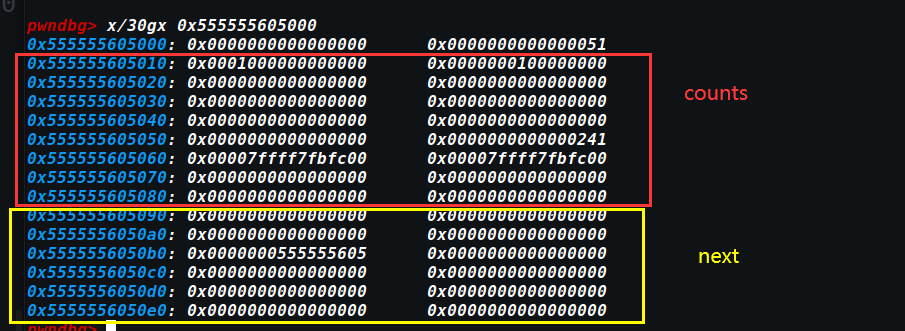 pwndbg> x/30gx 0x555555605000
0x555555605000: 0x0000000000000000 0x0000000000000051
0x555555605010: 0x0001000000000000 0x0000000100000000
0x555555605020: 0x0000000000000000 0x0000000000000000
0x555555605030: 0x0000000000000000 0x0000000000000000
0x555555605040: 0x0000000000000000 0x0000000000000000
0x555555605050: 0x0000000000000000 0x0000000000000241
0x555555605060: 0x00007ffff7fbfc00 0x00007ffff7fbfc00
0x555555605070: 0x0000000000000000 0x0000000000000000
0x555555605080: 0x0000000000000000 0x0000000000000000
0x555555605090: 0x0000000000000000 0x0000000000000000
0x5555556050a0: 0x0000000000000000 0x0000000000000000
0x5555556050b0: 0x0000000555555605 0x0000000000000000
0x5555556050c0: 0x0000000000000000 0x0000000000000000
0x5555556050d0: 0x0000000000000000 0x0000000000000000
0x5555556050e0: 0x0000000000000000 0x0000000000000000
pwndbg>
counts
next